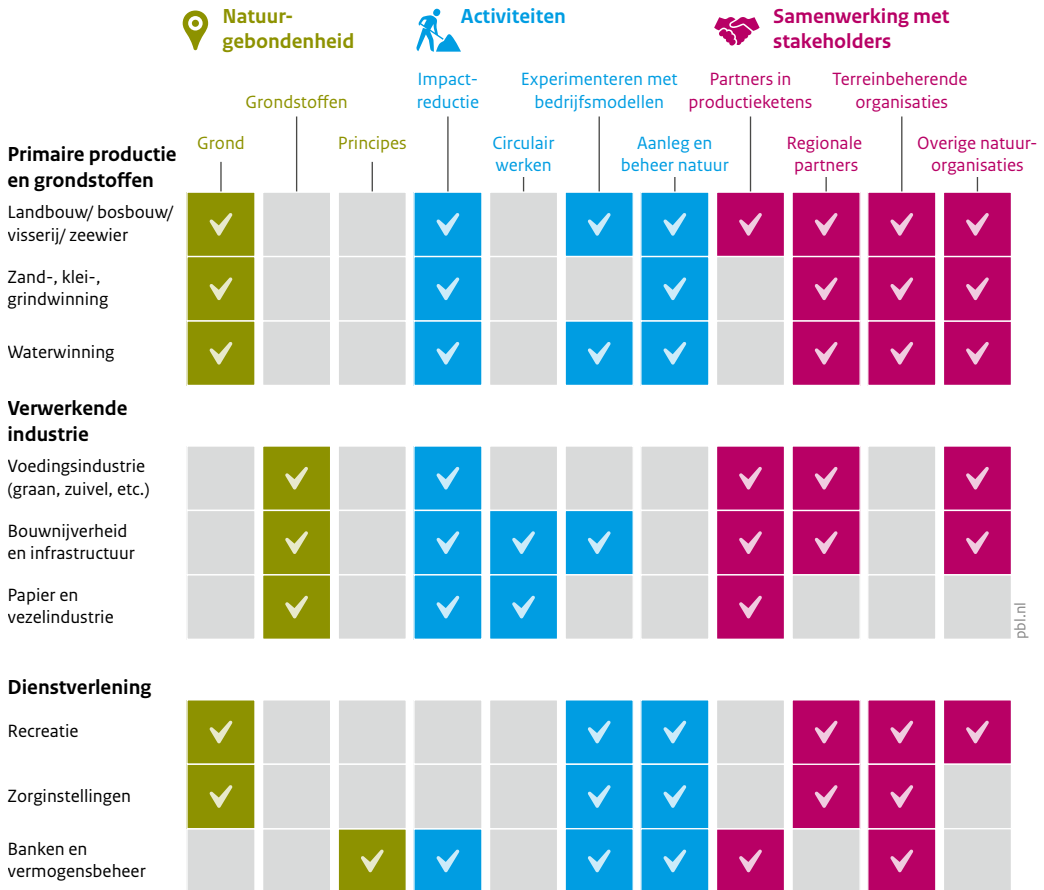 Natuur-
gebondenheid
Activiteiten
Samenwerking met
stakeholders
Impact-
reductie
Experimenteren met
bedrijfsmodellen
Partners in
productieketens
Terreinbeherende
organisaties
Grondstoffen
Grond
Principes
Circulair
werken
Aanleg en
beheer natuur
Regionale
partners
Overige natuur-
organisaties
Primaire productie
en grondstoffen
Landbouw/ bosbouw/
visserij/ zeewier
Zand-, klei-,
grindwinning
Waterwinning
Verwerkende
industrie
Voedingsindustrie
(graan, zuivel, etc.)
Bouwnijverheid
en infrastructuur
Papier en
vezelindustrie
pbl.nl
Dienstverlening
Recreatie
Zorginstellingen
Banken en
vermogensbeheer